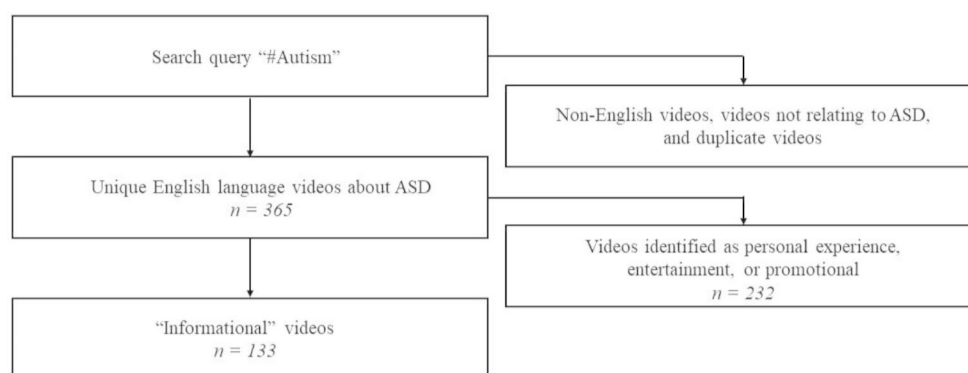 Search query “#Autism”
Non-English videos, videos not relating to ASD,
and duplicate videos
Unique English language videos about ASD
n = 365
Videos identified as personal experience,
entertainment, or promotional
n = 232
“Informational” videos
n = 133